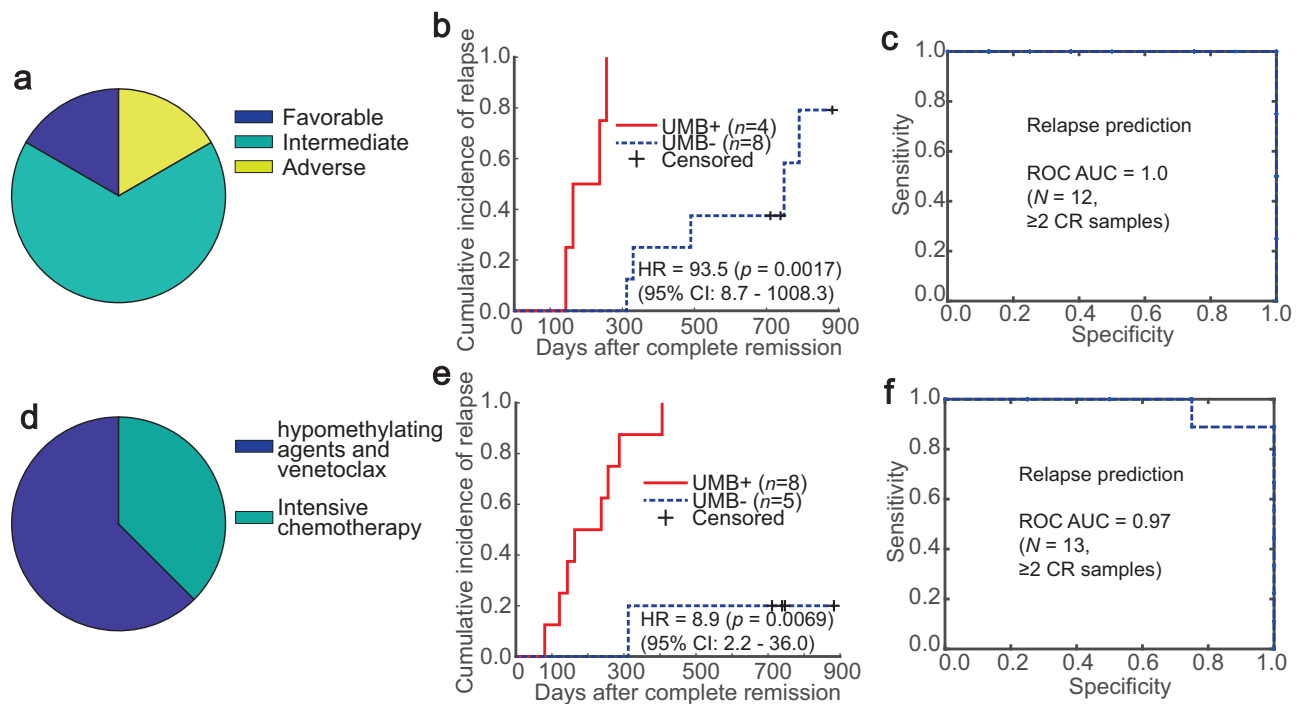 a
Favorable
Intermediate
Adverse
b
Cumulative incidence of relapse
1.0
0.8
0.6
0.4
0.2
0.0
UMB+ (n=4)
UMB- (n=8)
Censored
HR = 93.5 (p = 0.0017)
(95% CI: 8.7 - 1008.3)
0 100 300 500 700 900
Days after complete remission
c
Sensitivity
1.0
0.8
0.6
0.4
0.2
0.0
Relapse prediction
ROC AUC = 1.0
(N = 12,
≥2 CR samples)
0.0 0.2 0.4 0.6 0.8 1.0
Specificity
d
hypomethylating
agents and
venetoclax
Intensive
chemotherapy
e
Cumulative incidence of relapse
1.0
0.8
0.6
0.4
0.2
0.0
UMB+ (n=8)
UMB- (n=5)
Censored
HR = 8.9 (p = 0.0069)
(95% CI: 2.2 - 36.0)
0 100 300 500 700 900
Days after complete remission
f
Sensitivity
1.0
0.8
0.6
0.4
0.2
0.0
Relapse prediction
ROC AUC = 0.97
(N = 13,
≥2 CR samples)
0.0 0.2 0.4 0.6 0.8 1.0
Specificity